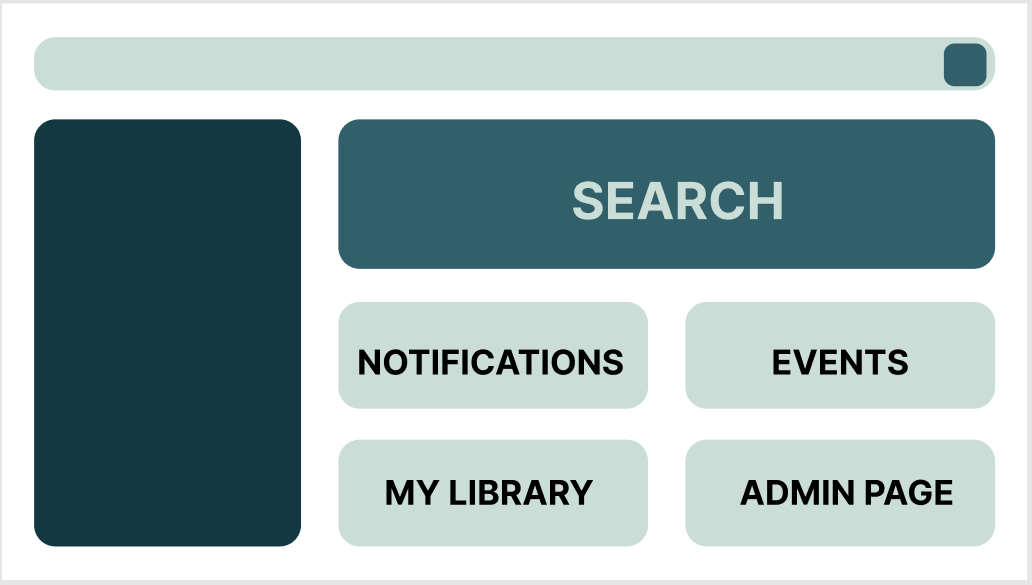 SEARCH
NOTIFICATIONS
EVENTS
MY LIBRARY
ADMIN PAGE